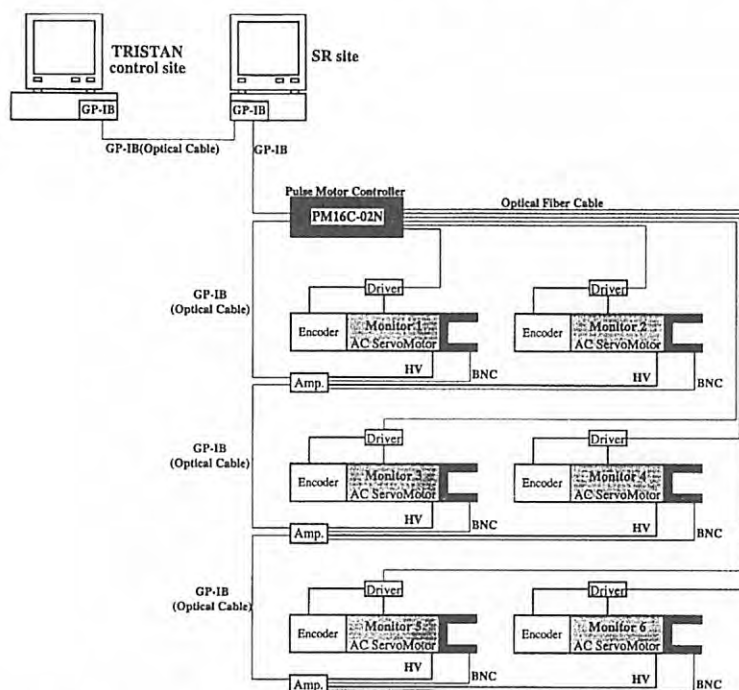 TRISTAN
control site
SR site
GP-IB
GP-IB
GP-IB(Optical Cable)
GP-IB
Pulse Motor Controller
PM16C-02N
Optical Fiber Cable
GP-IB
(Optical Cable)
Driver
Driver
Encoder
Monitor 1
AC ServoMotor
Encoder
Monitor 2
AC ServoMotor
HV
BNC
HV
BNC
Amp.
GP-IB
(Optical Cable)
Driver
Driver
Encoder
Monitor 3
AC ServoMotor
Encoder
Monitor 4
AC ServoMotor
HV
BNC
HV
BNC
Amp.
GP-IB
(Optical Cable)
Driver
Driver
Encoder
Monitor 5
AC ServoMotor
Encoder
Monitor 6
AC ServoMotor
HV
BNC
HV
BNC
Amp.